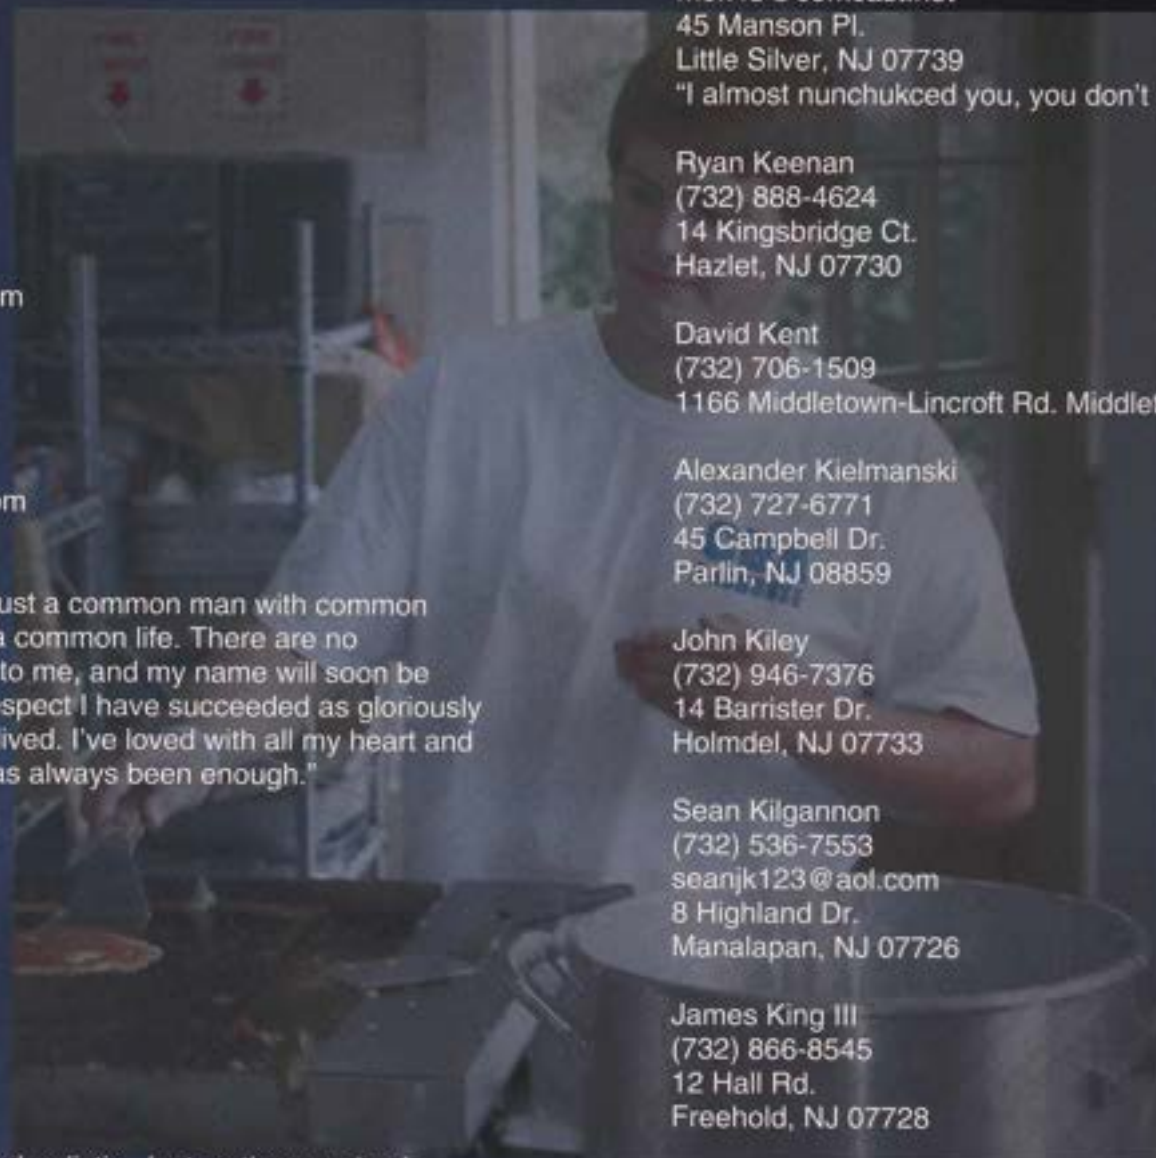 ust a common man with common
a common life. There are no
to me, and my name will soon be
spect I have succeeded as gloriously
ived. I've loved with all my heart and
as always been enough."
45 Manson Pl.
Little Silver, NJ 07739
"I almost nunchukced you, you don't
Ryan Keenan
(732) 888-4624
14 Kingsbridge Ct.
Hazlet, NJ 07730
David Kent
(732) 706-1509
1166 Middletown-Lincroft Rd. Middlet
Alexander Kielmanski
(732) 727-6771
45 Campbell Dr.
Parlin, NJ 08859
John Kiley
(732) 946-7376
14 Barrister Dr.
Holmdel, NJ 07733
Sean Kilgannon
(732) 536-7553
seanjk123@aol.com
8 Highland Dr.
Manalapan, NJ 07726
James King III
(732) 866-8545
12 Hall Rd.
Freehold, NJ 07728